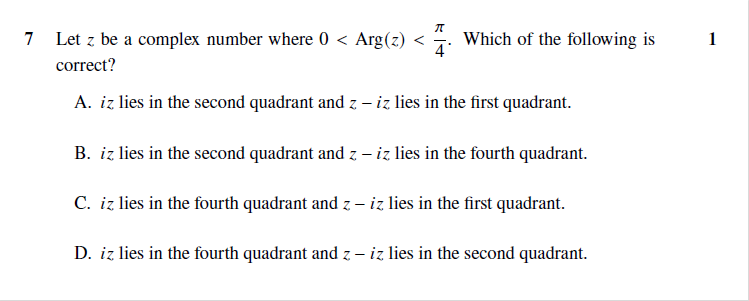 7 Let z be a complex number where 0 < Arg(z) < π/4. Which of the following is 1
correct?
A. iz lies in the second quadrant and z − iz lies in the first quadrant.
B. iz lies in the second quadrant and z − iz lies in the fourth quadrant.
C. iz lies in the fourth quadrant and z − iz lies in the first quadrant.
D. iz lies in the fourth quadrant and z − iz lies in the second quadrant.